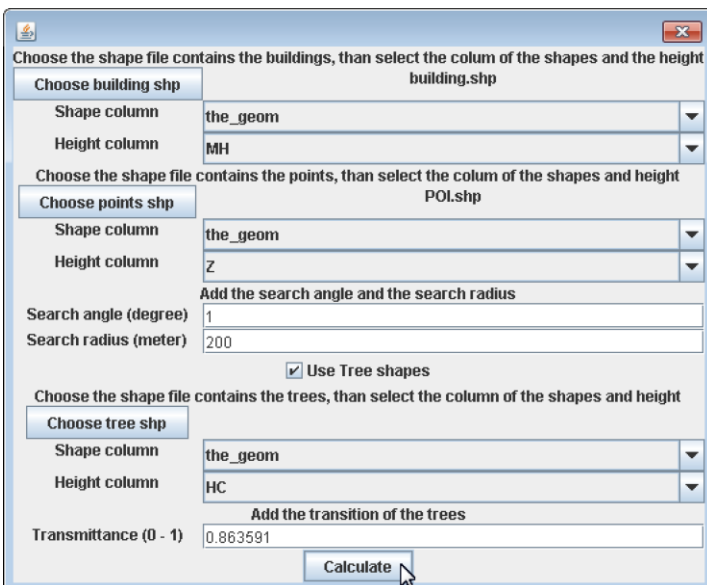 Choose the shape file contains the buildings, than select the colum of the shapes and the height
Choose building shp
building.shp
Shape column
the_geom
Height column
MH
Choose the shape file contains the points, than select the colum of the shapes and height
Choose points shp
POI.shp
Shape column
the_geom
Height column
Z
Add the search angle and the search radius
Search angle (degree)
1
Search radius (meter)
200
Use Tree shapes
Choose the shape file contains the trees, than select the column of the shapes and height
Choose tree shp
Shape column
the_geom
Height column
HC
Add the transition of the trees
Transmittance (0 - 1)
0.863591
Calculate